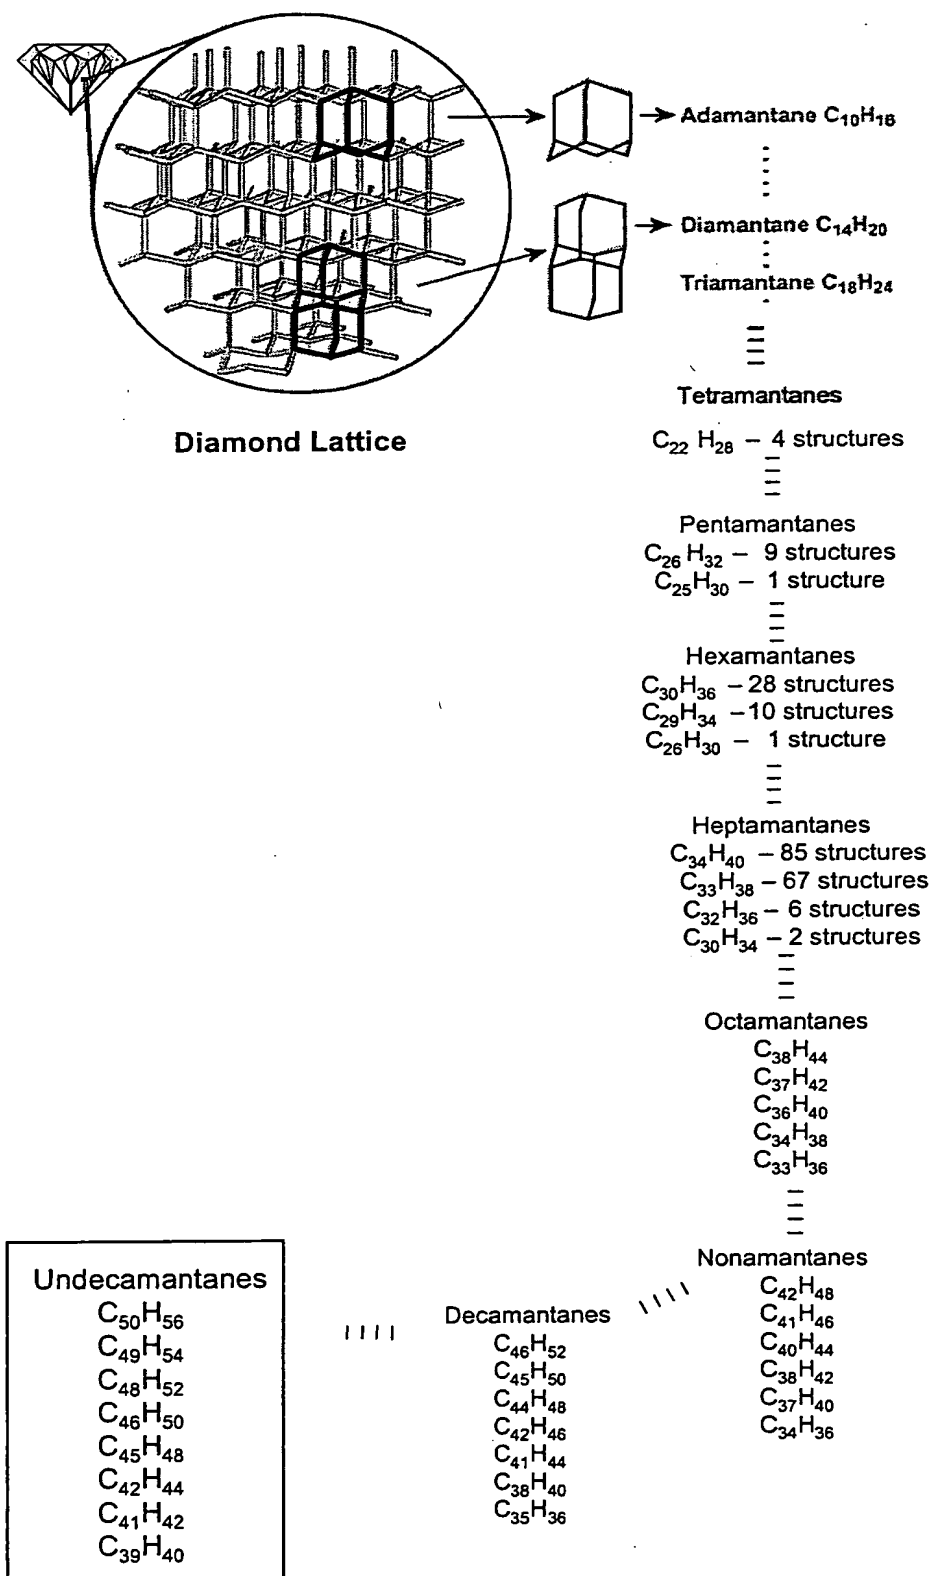 Adamantane C₁₀H₁₆
Diamantane C₁₄H₂₀
Triamantane C₁₈H₂₄
Diamond Lattice
Tetramantanes
C₂₂ H₂₈ – 4 structures
Pentamantanes
C₂₆ H₃₂ – 9 structures
C₂₅H₃₀ – 1 structure
Hexamantanes
C₃₀H₃₆ – 28 structures
C₂₉H₃₄ – 10 structures
C₂₆H₃₀ – 1 structure
Heptamantanes
C₃₄H₄₀ – 85 structures
C₃₃H₃₈ – 67 structures
C₃₂H₃₆ – 6 structures
C₃₀H₃₄ – 2 structures
Octamantanes
C₃₈H₄₄
C₃₇H₄₂
C₃₆H₄₀
C₃₄H₃₈
C₃₃H₃₆
Nonamantanes
C₄₂H₄₈
C₄₁H₄₆
C₄₀H₄₄
C₃₈H₄₂
C₃₇H₄₀
C₃₄H₃₆
Decamantanes
C₄₆H₅₂
C₄₅H₅₀
C₄₄H₄₈
C₄₂H₄₆
C₄₁H₄₄
C₃₈H₄₀
C₃₅H₃₆
Undecamantanes
C₅₀H₅₆
C₄₉H₅₄
C₄₈H₅₂
C₄₆H₅₀
C₄₅H₄₈
C₄₂H₄₄
C₄₁H₄₂
C₃₉H₄₀